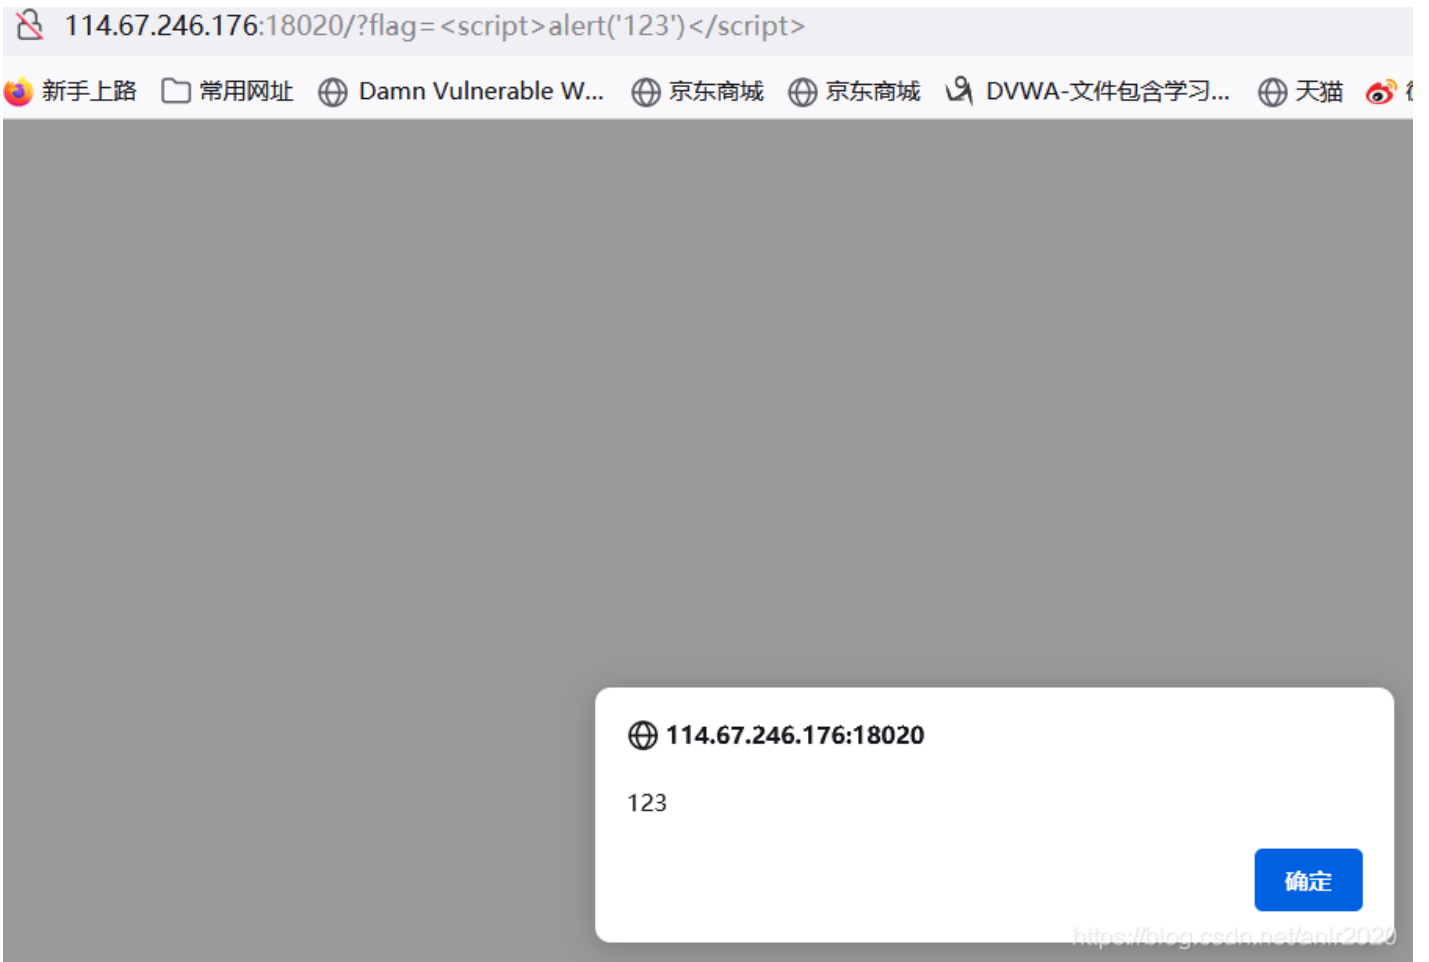 114.67.246.176:18020/?flag=<script>alert('123')</script>
新手上路 常用网址 Damn Vulnerable W... 京东商城 京东商城 DVWA-文件包含学习... 天猫
114.67.246.176:18020
123
确定
https://blog.csdn.net/anlr2020